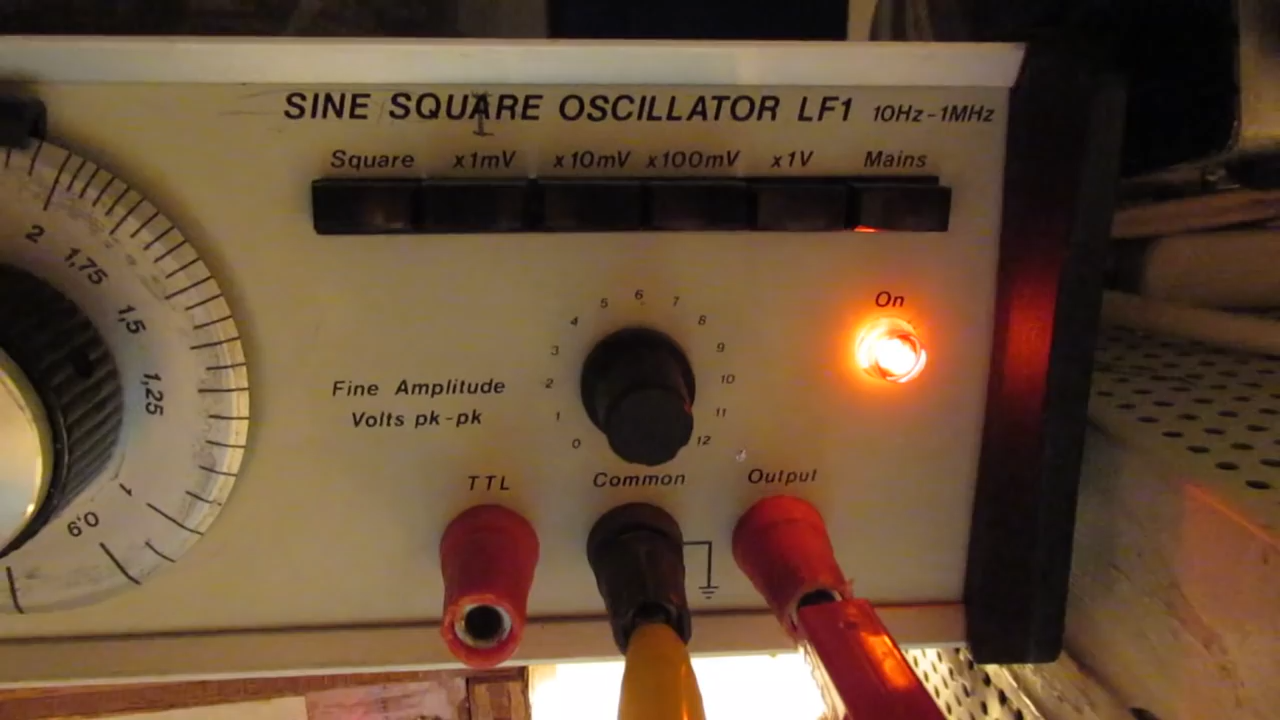 SINE SQUARE OSCILLATOR LF1 10Hz-1MHz
Square x1mV x10mV x100mV x1V Mains
2
1,75
1,5
1,25
1
0,9
On
0 1 2 3 4 5 6 7 8 9 10 11 12
Fine Amplitude
Volts pk-pk
TTL Common Output